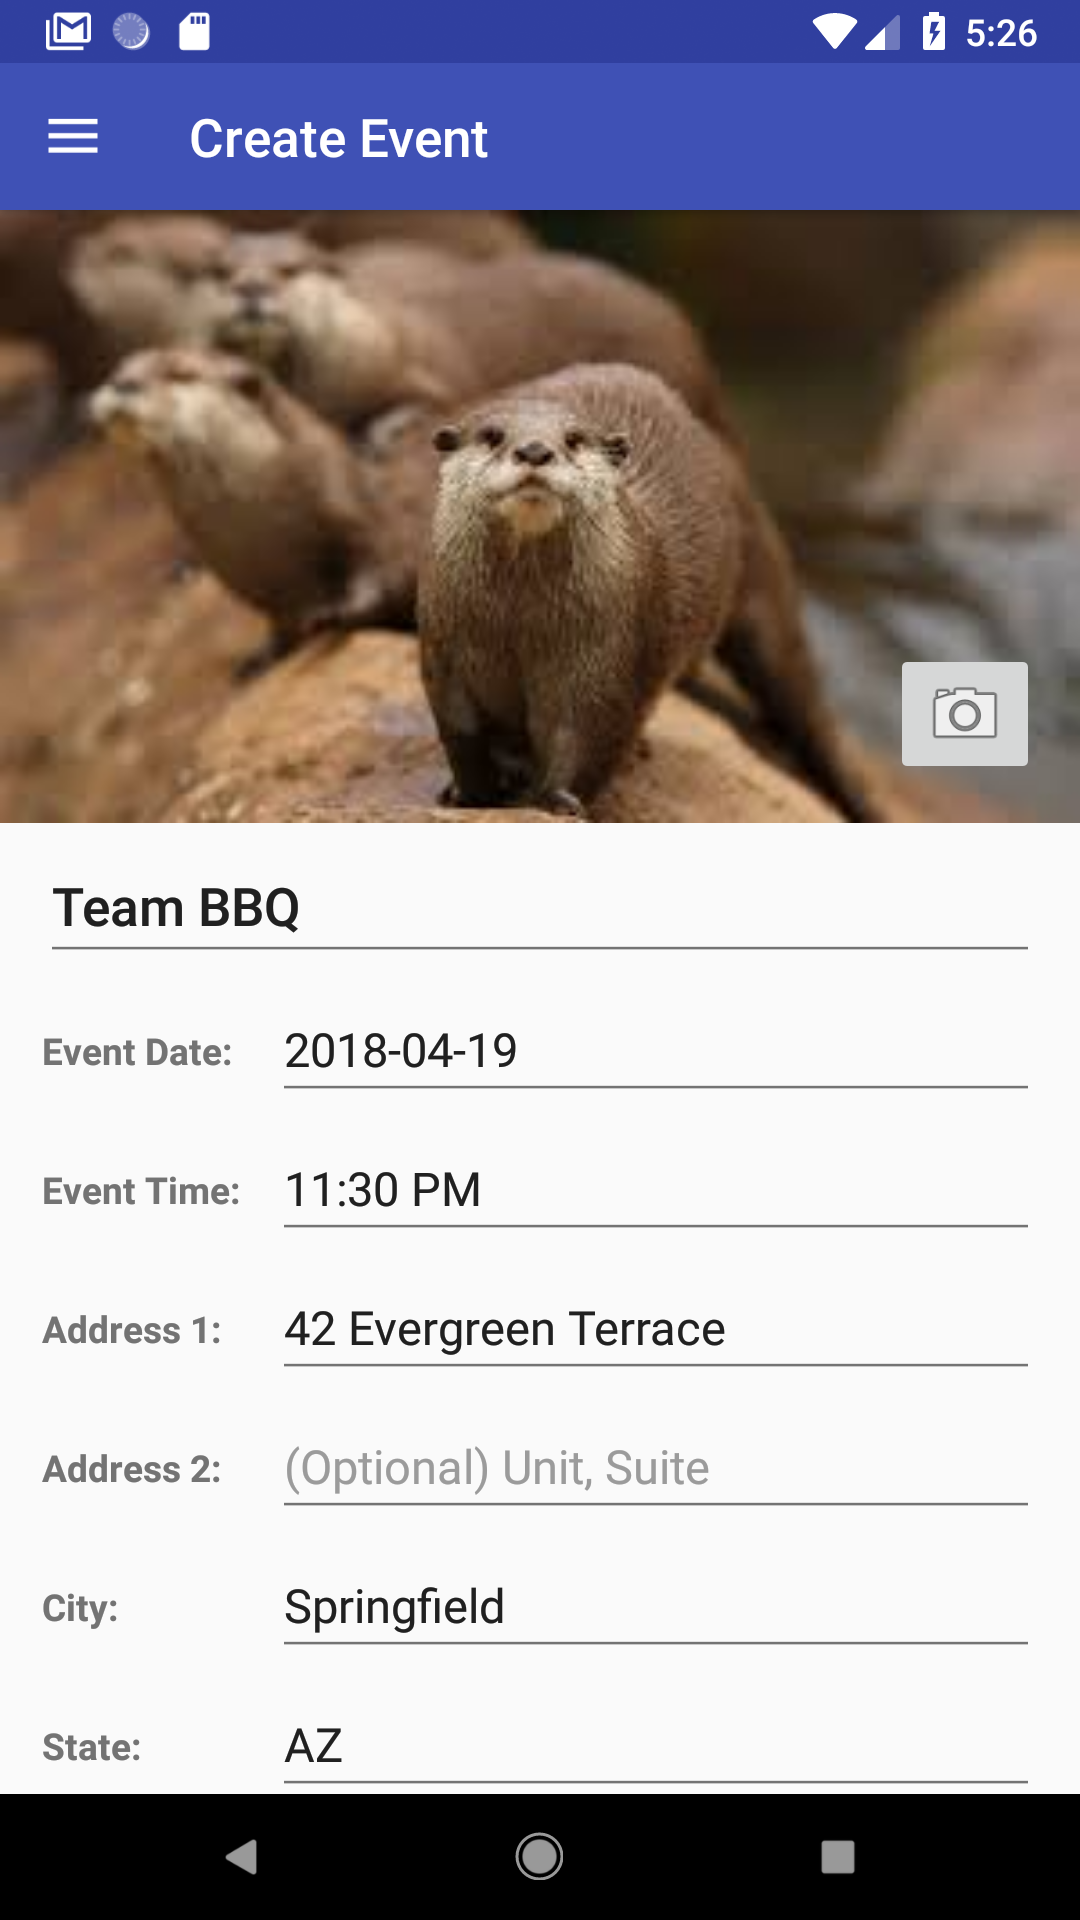 5:26
Create Event
Team BBQ
Event Date: 2018-04-19
Event Time: 11:30 PM
Address 1: 42 Evergreen Terrace
Address 2: (Optional) Unit, Suite
City: Springfield
State: AZ